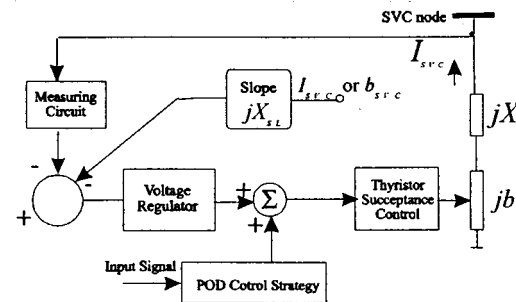 SVC node
I_svc
Measuring
Circuit
Slope
jX_SL
I_svc or b_svc
jX
- 
-
+
Voltage
Regulator
+
Σ
+
Thyristor
Succeptance
Control
jb
Input Signal
POD Cotrol Strategy